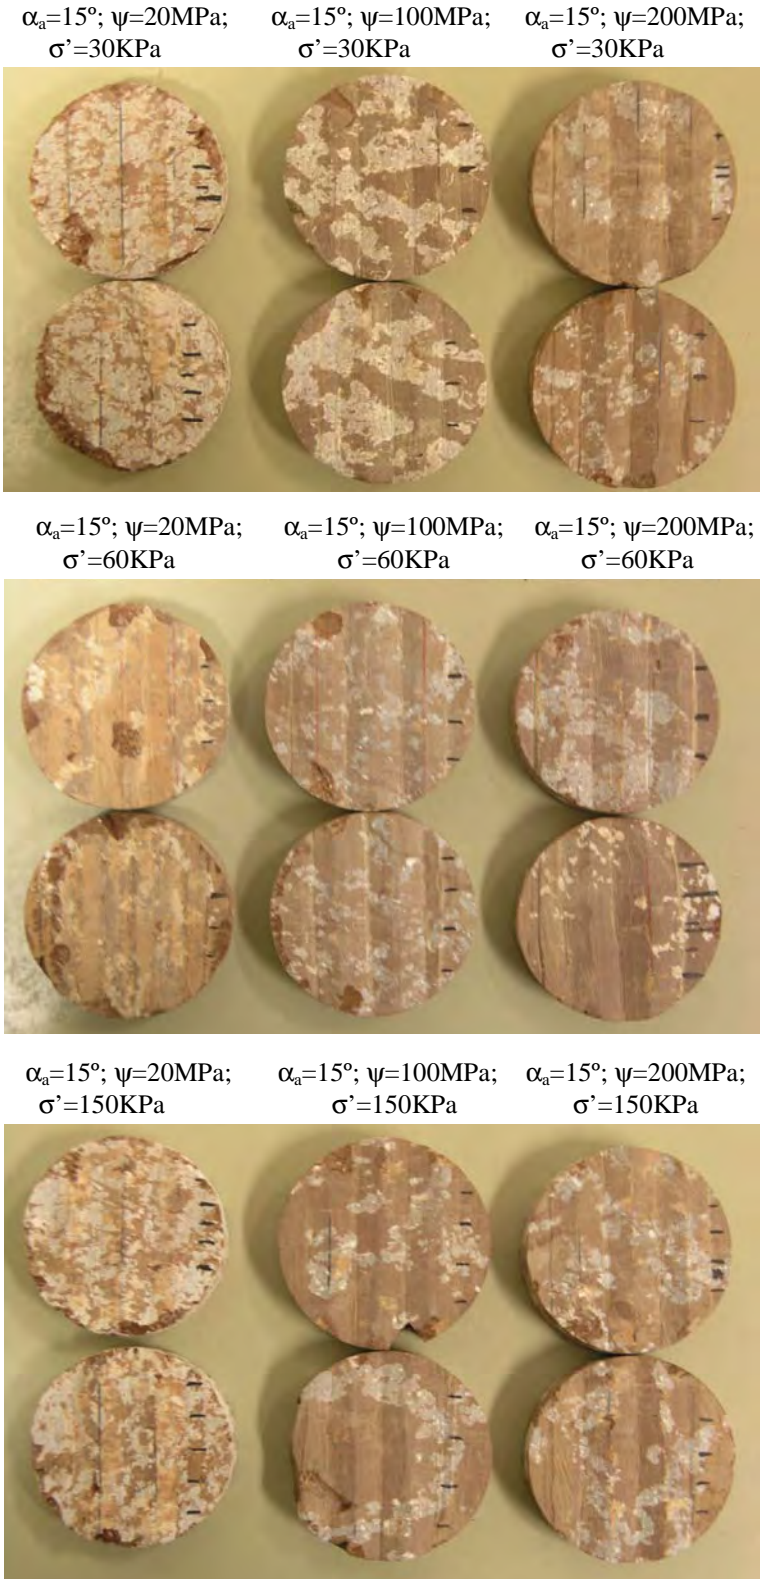 αₐ=15º; ψ=20MPa; αₐ=15º; ψ=100MPa; αₐ=15º; ψ=200MPa;
σ’=30KPa σ’=30KPa σ’=30KPa
αₐ=15º; ψ=20MPa; αₐ=15º; ψ=100MPa; αₐ=15º; ψ=200MPa;
σ’=60KPa σ’=60KPa σ’=60KPa
αₐ=15º; ψ=20MPa; αₐ=15º; ψ=100MPa; αₐ=15º; ψ=200MPa;
σ’=150KPa σ’=150KPa σ’=150KPa